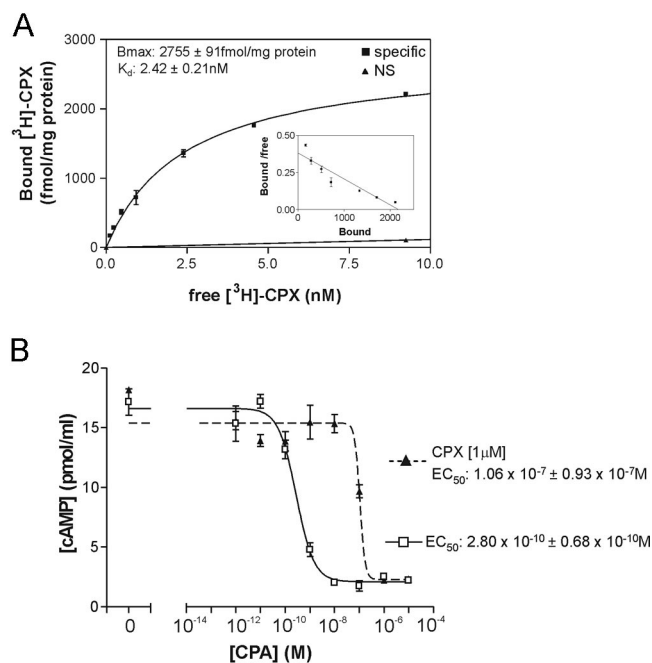 A
Bmax: 2755 ± 91fmol/mg protein
Kd: 2.42 ± 0.21nM
■ specific
▲ NS
Bound [³H]-CPX
(fmol/mg protein)
3000
2000
1000
0
0.0 2.5 5.0 7.5 10.0
free [³H]-CPX (nM)
Bound /free
0.50
0.25
0.00
0 1000 2000
Bound
B
[cAMP] (pmol/ml)
20
15
10
5
0
0 10⁻¹⁴ 10⁻¹² 10⁻¹⁰ 10⁻⁸ 10⁻⁶ 10⁻⁴
[CPA] (M)
CPX [1µM]
EC₅₀: 1.06 x 10⁻⁷ ± 0.93 x 10⁻⁷M
EC₅₀: 2.80 x 10⁻¹⁰ ± 0.68 x 10⁻¹⁰M